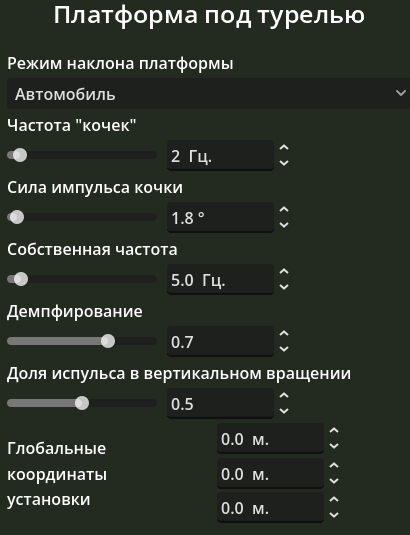 Платформа под турелью
Режим наклона платформы
Автомобиль
Частота "кочек"
2 Гц.
Сила импульса кочки
1.8 °
Собственная частота
5.0 Гц.
Демпфирование
0.7
Доля испульса в вертикальном вращении
0.5
Глобальные
координаты
установки
0.0 м.
0.0 м.
0.0 м.